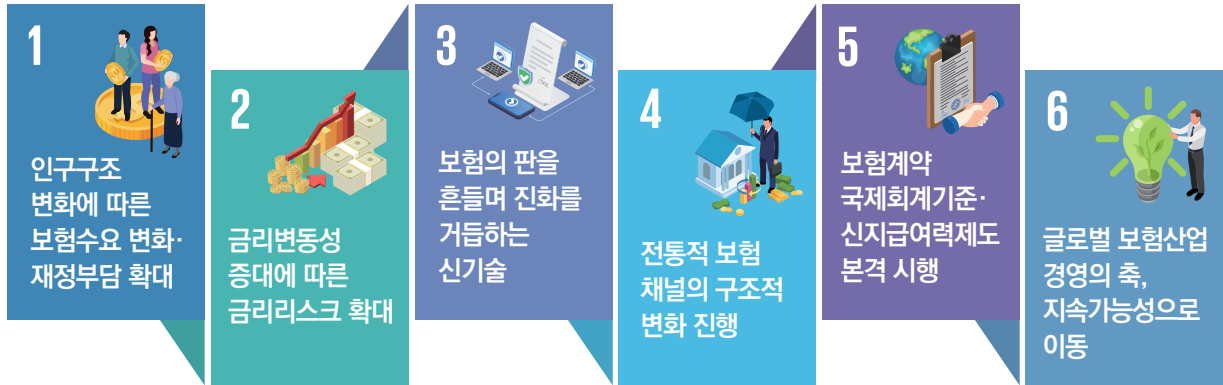 1
인구구조
변화에 따른
보험수요 변화·
재정부담 확대
2
금리변동성
증대에 따른
금리리스크 확대
3
보험의 판을
흔들며 진화를
거듭하는
신기술
4
전통적 보험
채널의 구조적
변화 진행
5
보험계약
국제회계기준·
신지급여력제도
본격 시행
6
글로벌 보험산업
경영의 축,
지속가능성으로
이동